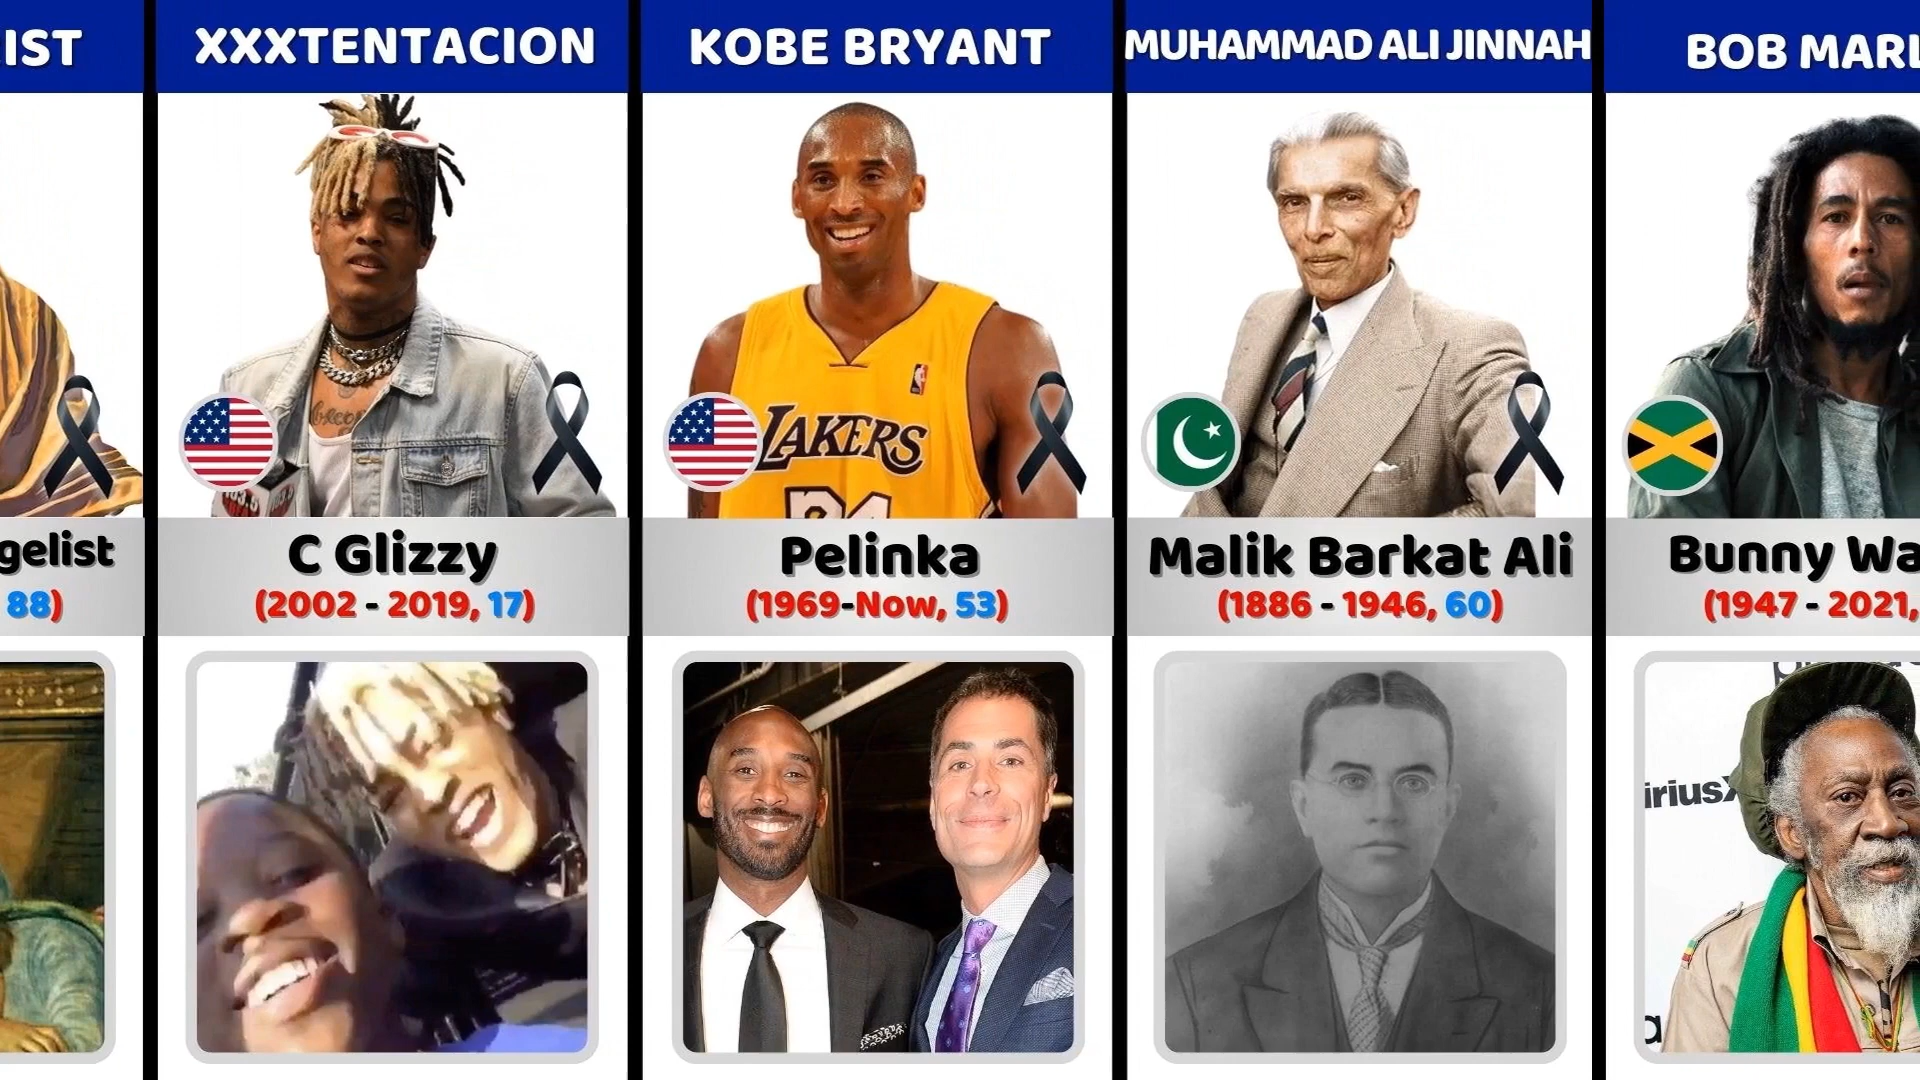 IST
XXXTENTACION
KOBE BRYANT
MUHAMMAD ALI JINNAH
BOB MARL
LAKERS
gelist
88)
C Glizzy
(2002 - 2019, 17)
Pelinka
(1969-Now, 53)
Malik Barkat Ali
(1886 - 1946, 60)
Bunny Wa
(1947 - 2021,
iriusX